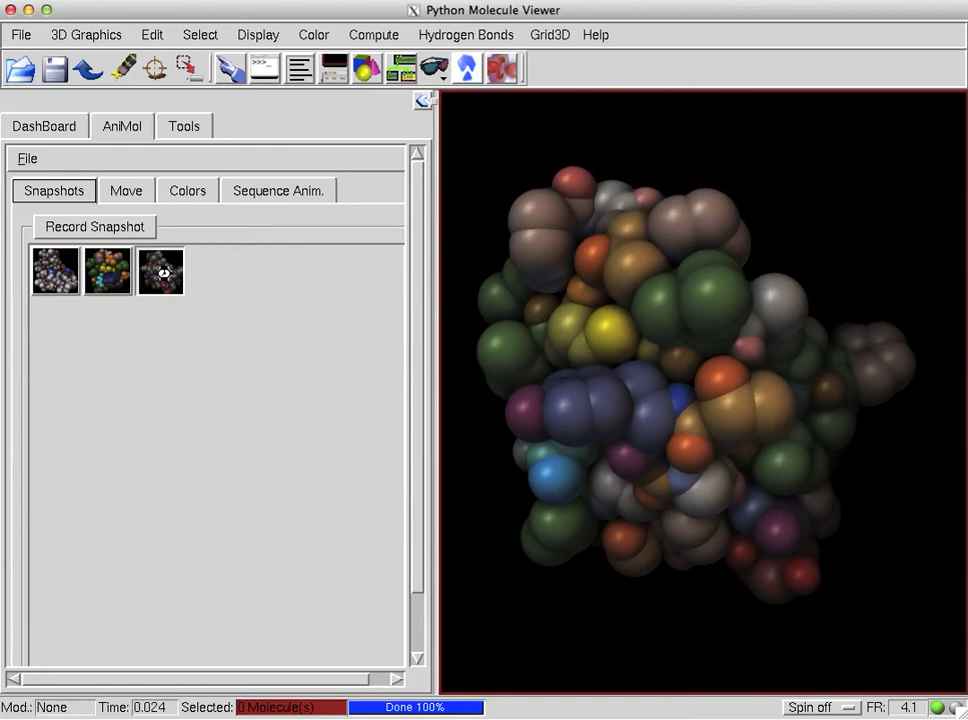 Python Molecule Viewer
File 3D Graphics Edit Select Display Color Compute Hydrogen Bonds Grid3D Help
>>>_
DashBoard AniMol Tools
File
Snapshots Move Colors Sequence Anim.
Record Snapshot
Mod.: None Time: 0.024 Selected: 0 Molecule(s) Done 100% Spin off FR: 4.1